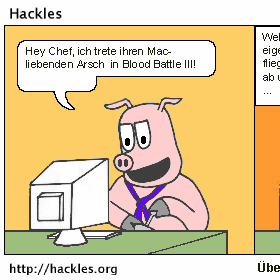 Hackles
Hey Chef, ich trete ihren Mac-
liebenden Arsch in Blood Battle III!
...
http://hackles.org